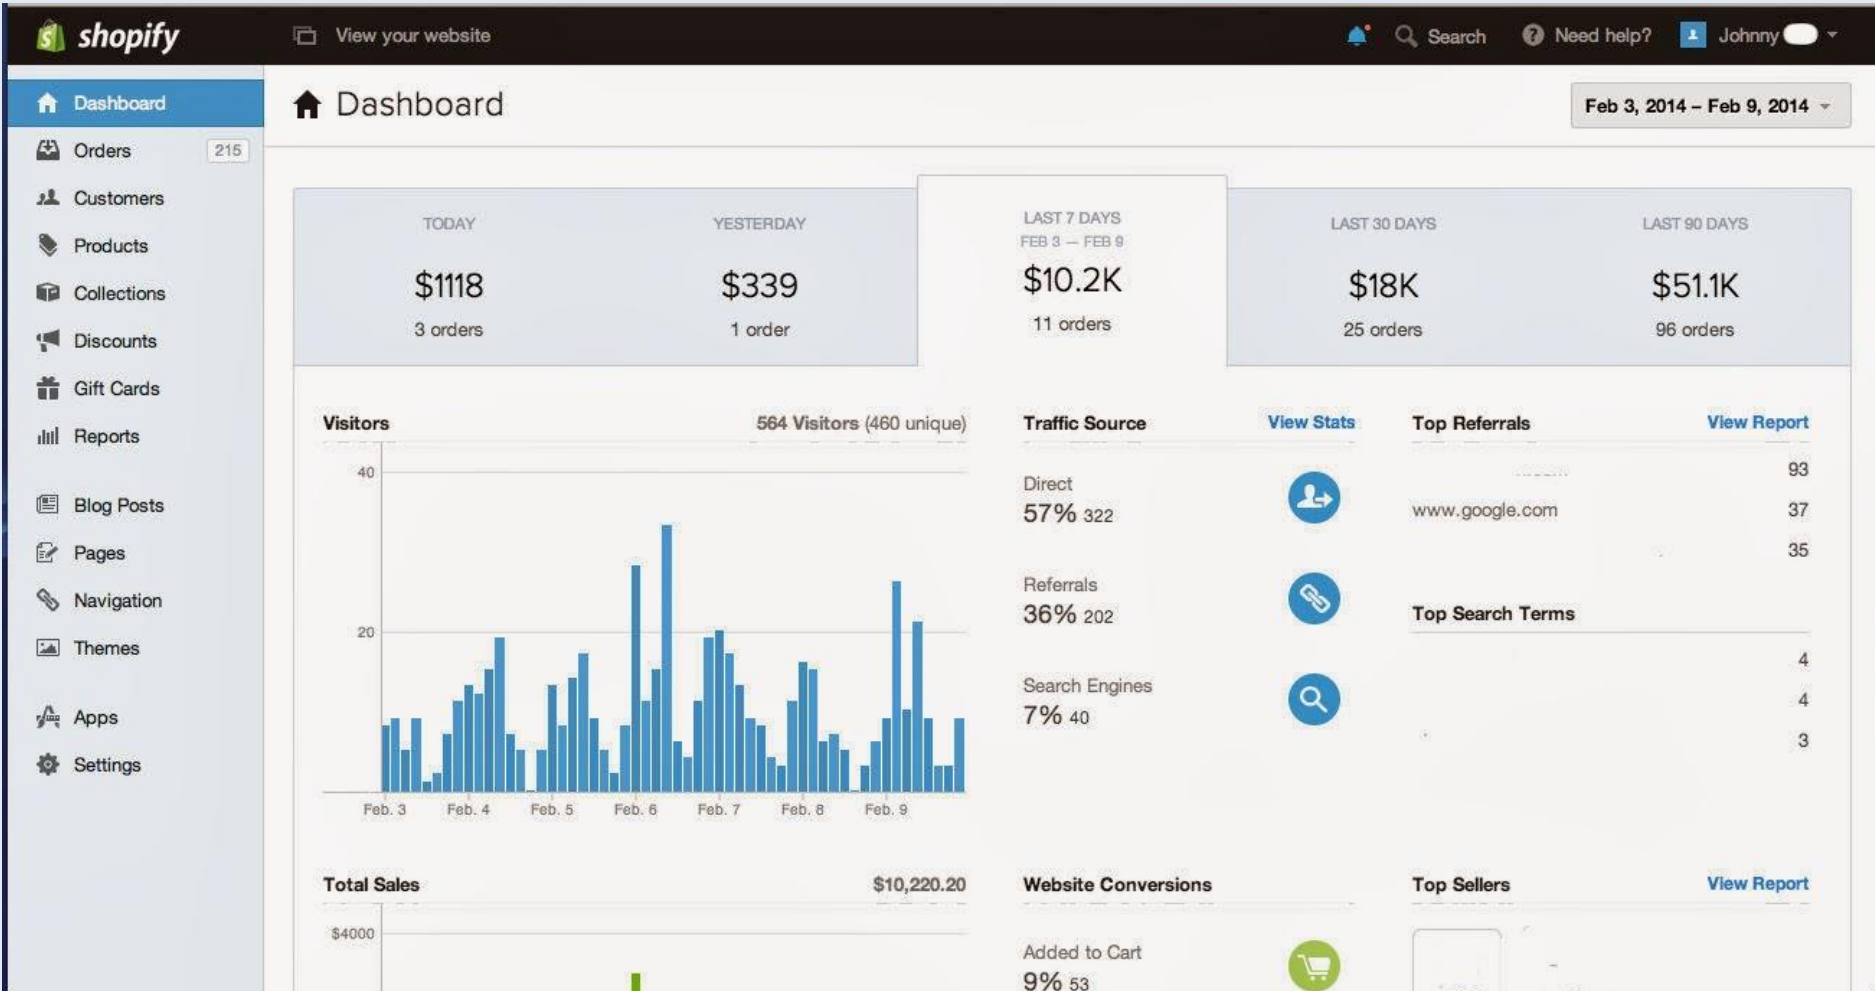 shopify
View your website
Search
Need help?
Johnny
Dashboard
Orders 215
Customers
Products
Collections
Discounts
Gift Cards
Reports
Blog Posts
Pages
Navigation
Themes
Apps
Settings
Dashboard
Feb 3, 2014 – Feb 9, 2014
TODAY
$1118
3 orders
YESTERDAY
$339
1 order
LAST 7 DAYS
FEB 3 — FEB 9
$10.2K
11 orders
LAST 30 DAYS
$18K
25 orders
LAST 90 DAYS
$51.1K
96 orders
Visitors 564 Visitors (460 unique)
40
20
Feb. 3 Feb. 4 Feb. 5 Feb. 6 Feb. 7 Feb. 8 Feb. 9
Traffic Source View Stats
Direct
57% 322
Referrals
36% 202
Search Engines
7% 40
Top Referrals View Report
93
www.google.com 37
35
Top Search Terms
4
4
3
Total Sales $10,220.20
$4000
Website Conversions
Added to Cart
9% 53
Top Sellers View Report